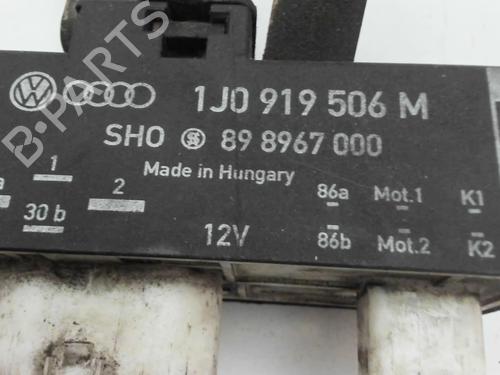 B-PARTS
1J0 919 506 M
SHO 89 8967 000
Made in Hungary
1 2 86a Mot.1 K1
30 b 12V 86b Mot.2 K2